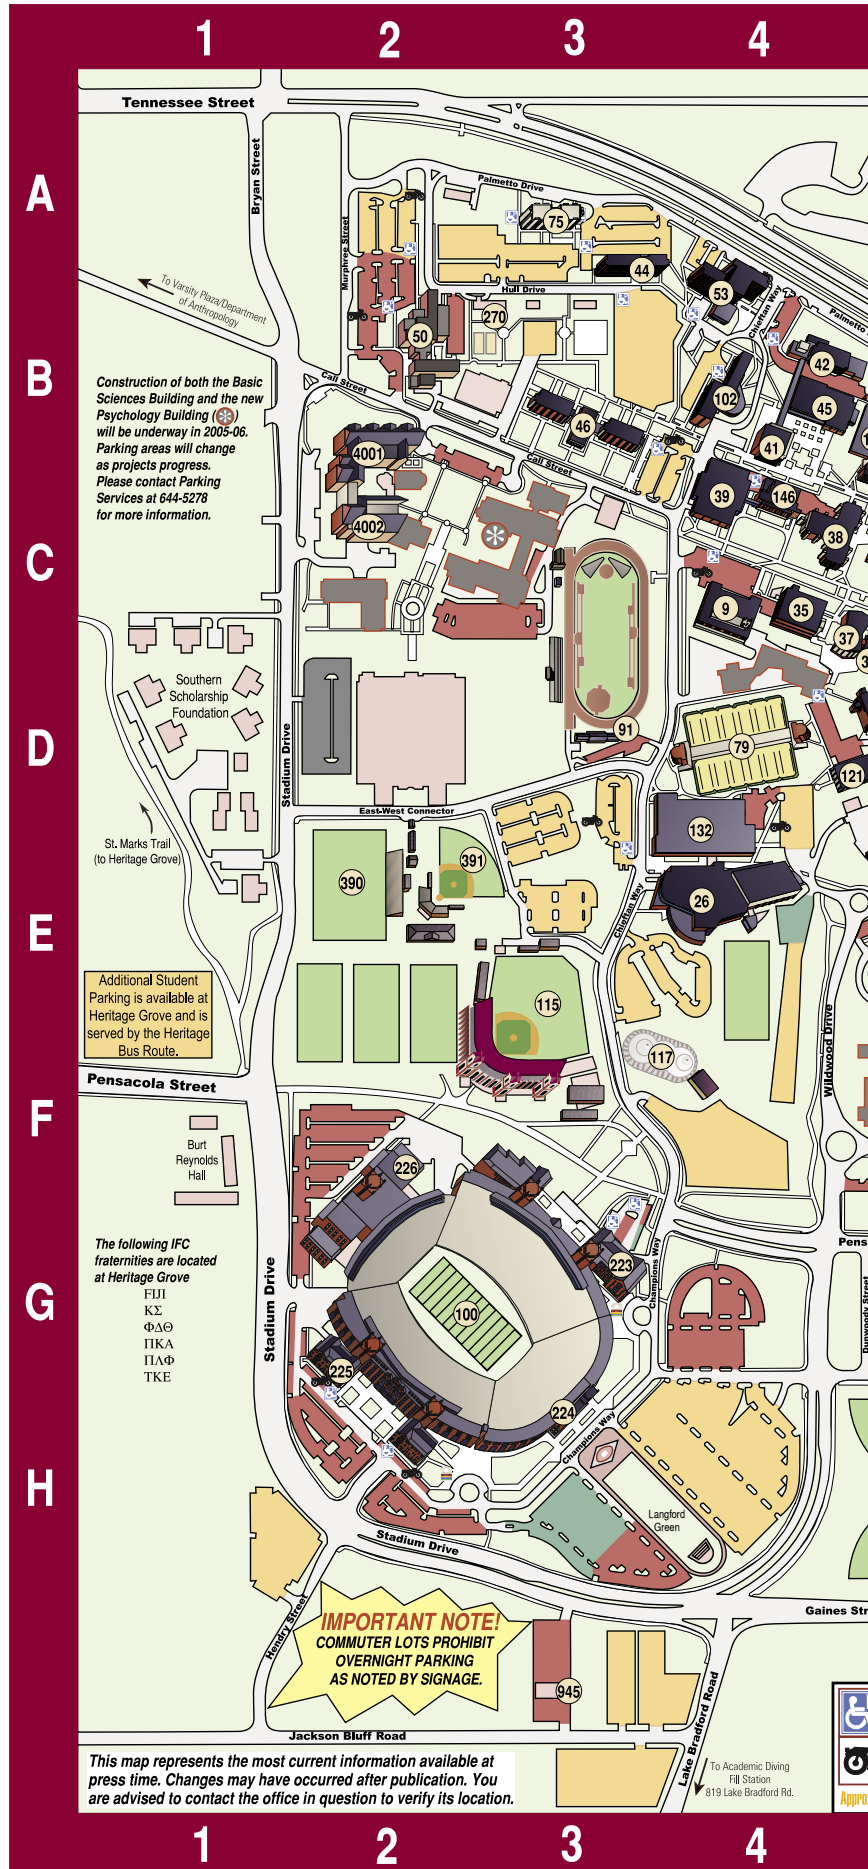 1 2 3 4
Tennessee Street
Bryan Street
A
Palmetto Drive
75
Murphree Street
44
53
Hull Drive
Chieftan Way
To Varsity Plaza/Department
of Anthropology
270
50
Palmetto
42
B
Call Street
102
45
Construction of both the Basic
Sciences Building and the new
Psychology Building ( )
will be underway in 2005-06.
Parking areas will change
as projects progress.
Please contact Parking
Services at 644-5278
for more information.
46
41
4001
Call Street
39
146
4002
38
C
9
35
37
Southern
Scholarship
Foundation
91
79
D
Stadium Drive
121
East-West Connector
132
St. Marks Trail
(to Heritage Grove)
391
390
26
Chieftan Way
E
Additional Student
Parking is available at
Heritage Grove and is
served by the Heritage
Bus Route.
115
Wildwood Drive
117
Pensacola Street
F
Burt
Reynolds
Hall
226
The following IFC
fraternities are located
at Heritage Grove
FIJI
ΚΣ
ΦΔΘ
ΠΚΑ
ΠΛΦ
ΤΚΕ
223
Pens
Champions Way
G
Stadium Drive
100
Dunwoody Street
225
224
Champions Way
H
Langford
Green
Stadium Drive
Gaines Str
Hendry Street
IMPORTANT NOTE!
COMMUTER LOTS PROHIBIT
OVERNIGHT PARKING
AS NOTED BY SIGNAGE.
945
Lake Bradford Road
Jackson Bluff Road
This map represents the most current information available at
press time. Changes may have occurred after publication. You
are advised to contact the office in question to verify its location.
To Academic Diving
Fill Station
819 Lake Bradford Rd.
Approx
1 2 3 4